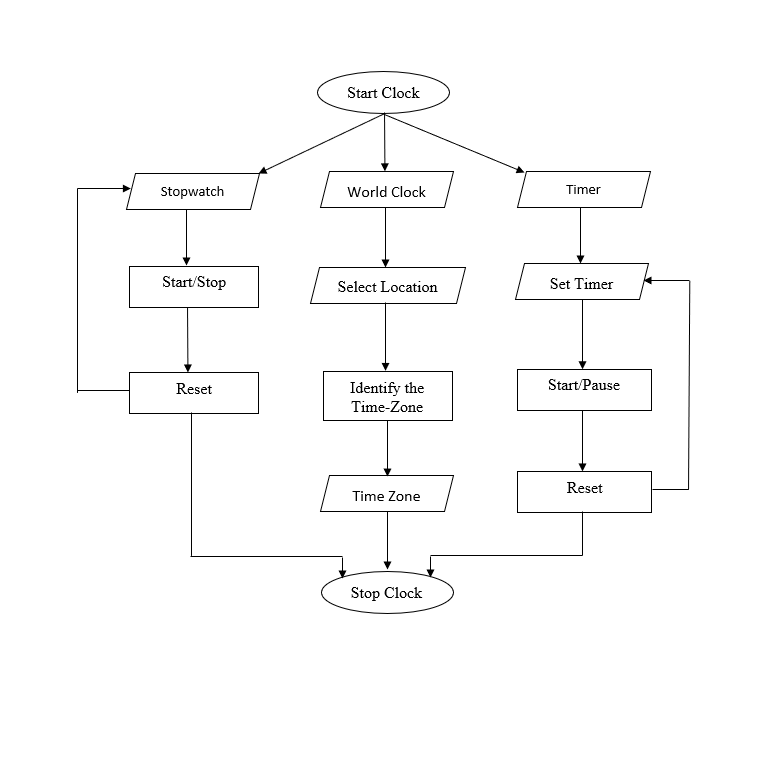 Start Clock
Stopwatch
World Clock
Timer
Start/Stop
Select Location
Set Timer
Reset
Identify the
Time-Zone
Start/Pause
Time Zone
Reset
Stop Clock